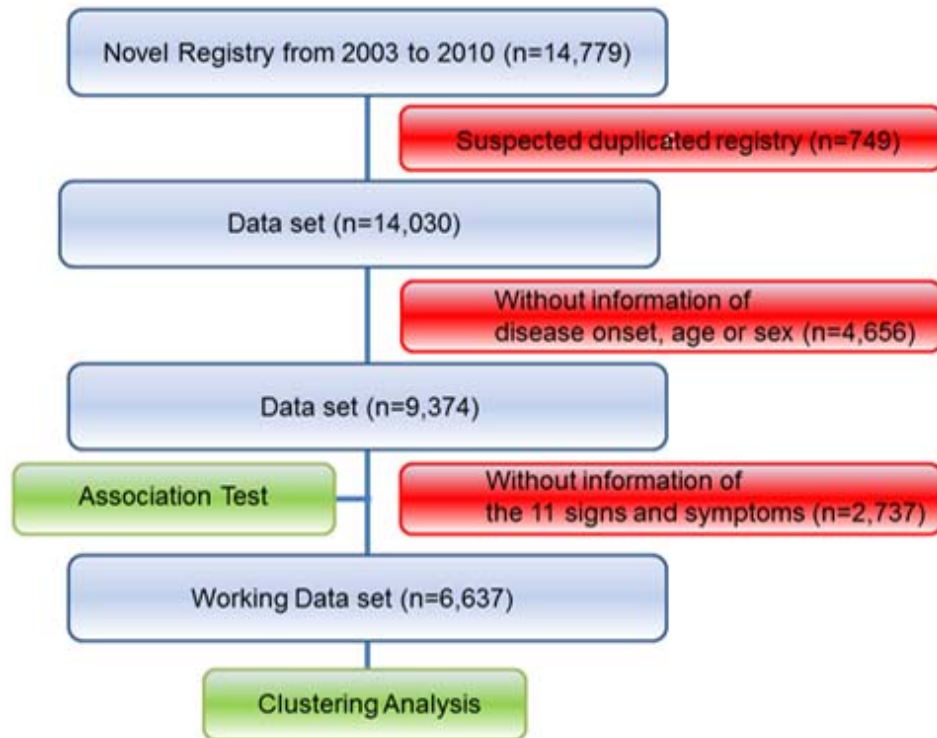 Novel Registry from 2003 to 2010 (n=14,779)
Suspected duplicated registry (n=749)
Data set (n=14,030)
Without information of
disease onset, age or sex (n=4,656)
Data set (n=9,374)
Association Test
Without information of
the 11 signs and symptoms (n=2,737)
Working Data set (n=6,637)
Clustering Analysis